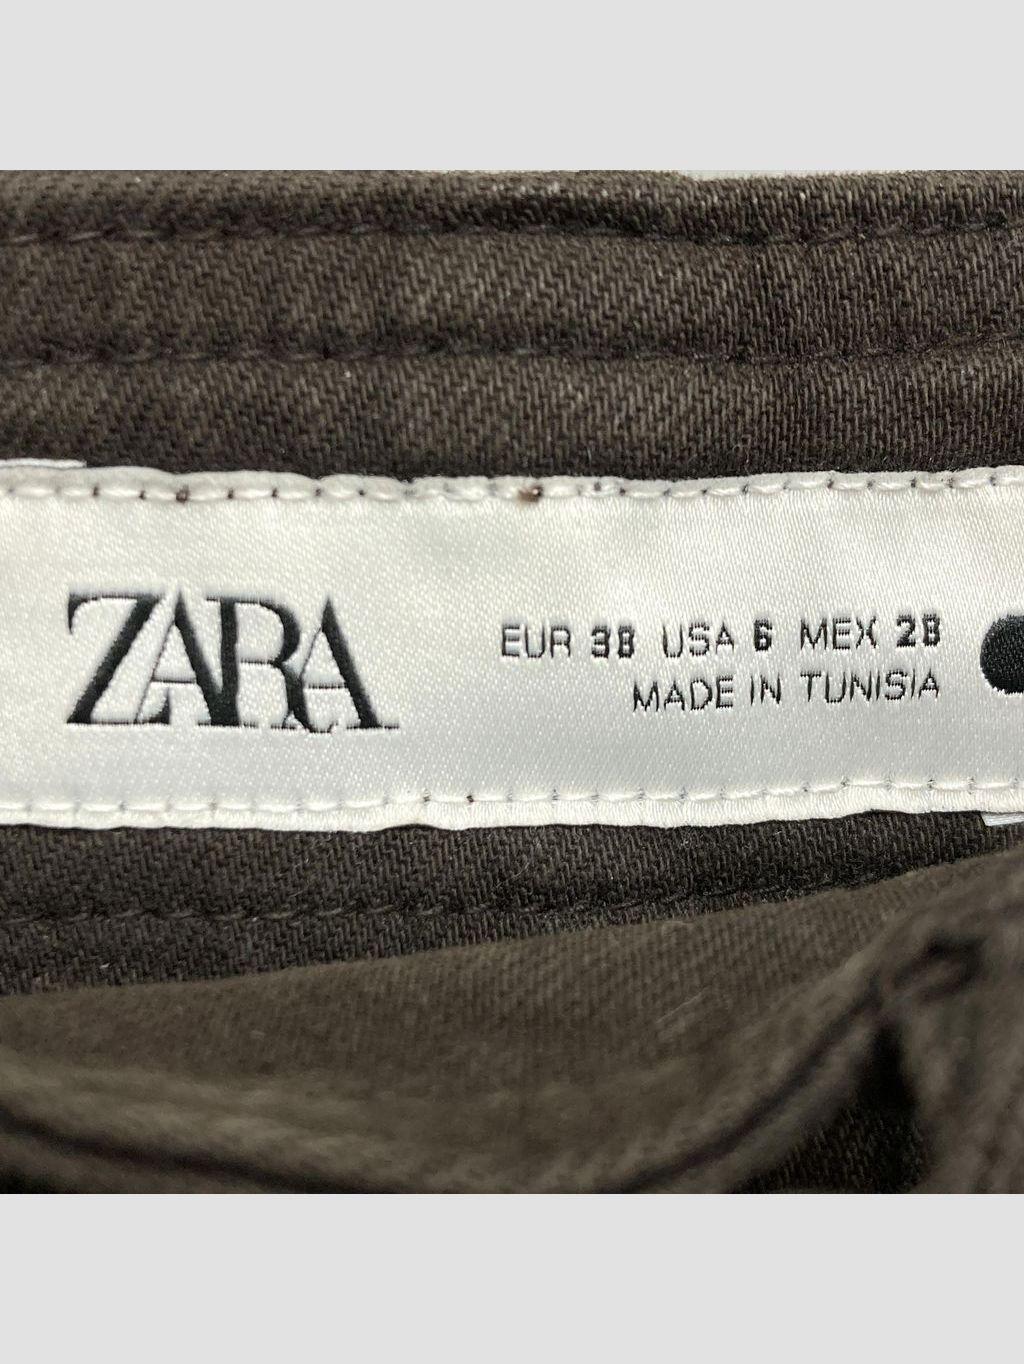 ZARA
EUR 38 USA 6 MEX 28
MADE IN TUNISIA